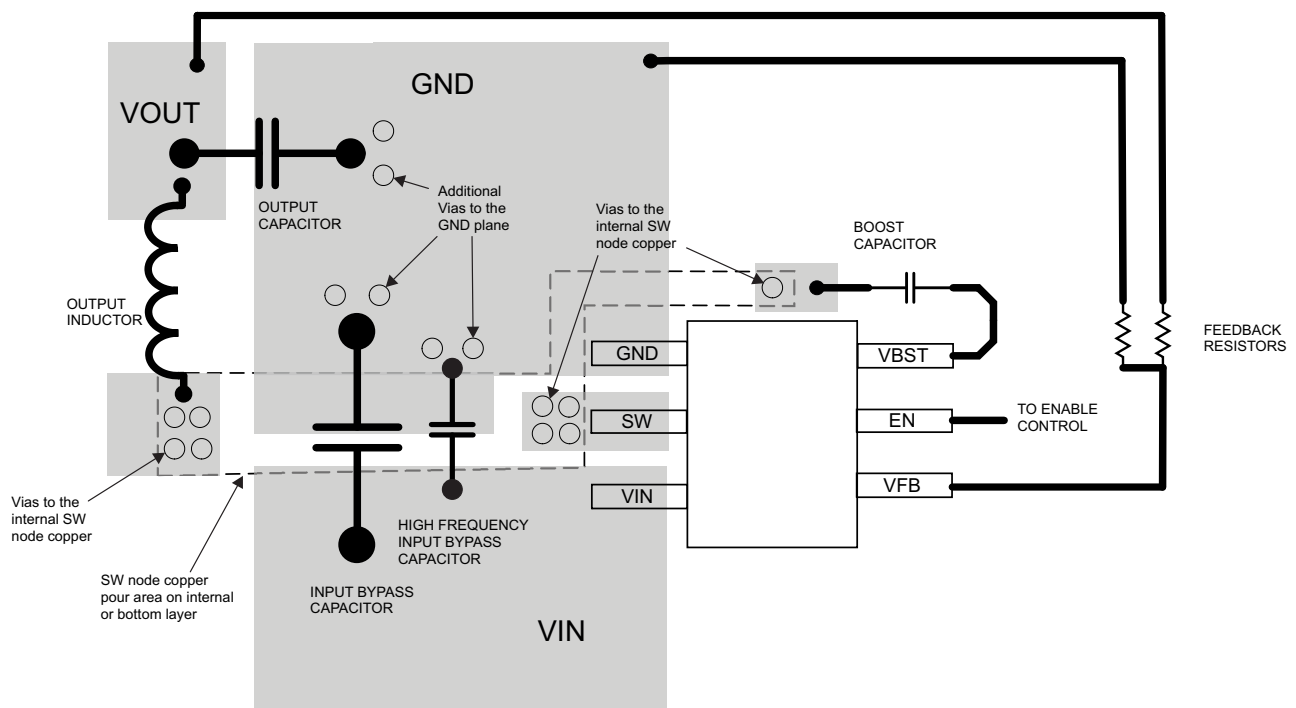 GND
VOUT
Additional
Vias to the
GND plane
OUTPUT
CAPACITOR
Vias to the
internal SW
node copper
BOOST
CAPACITOR
OUTPUT
INDUCTOR
FEEDBACK
RESISTORS
GND
VBST
SW
EN
TO ENABLE
CONTROL
VIN
VFB
Vias to the
internal SW
node copper
HIGH FREQUENCY
INPUT BYPASS
CAPACITOR
SW node copper
pour area on internal
or bottom layer
INPUT BYPASS
CAPACITOR
VIN